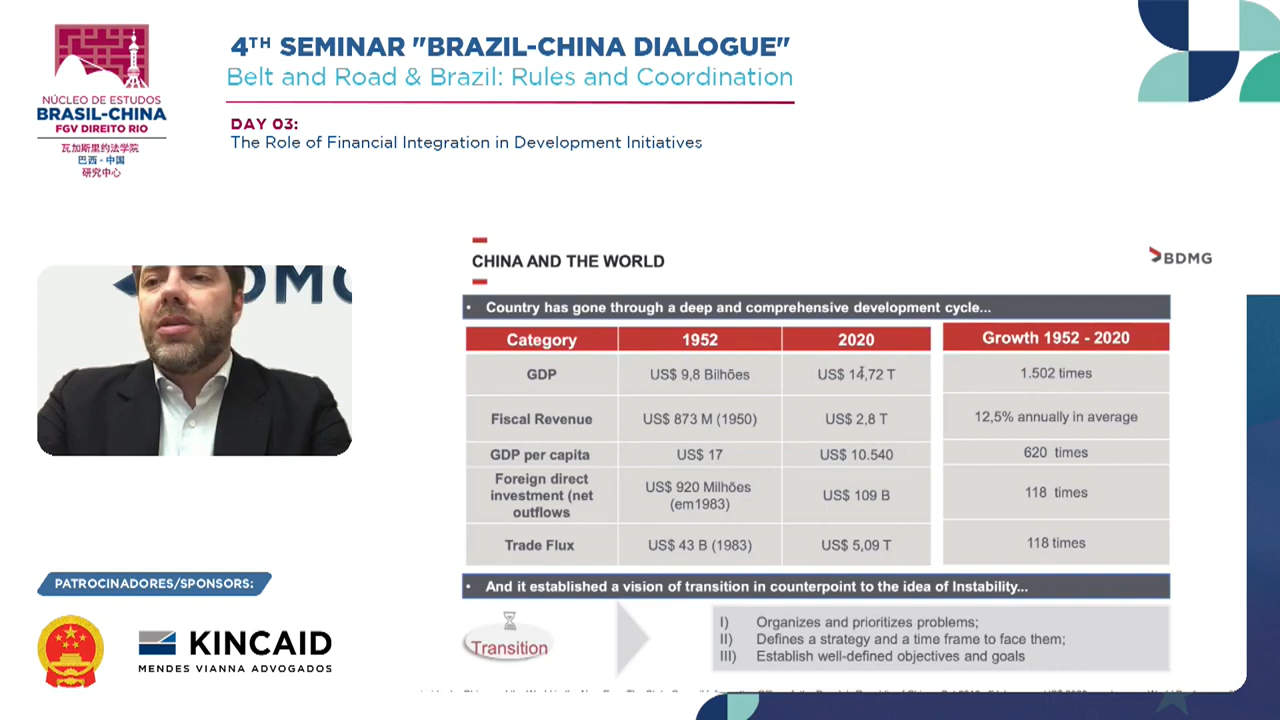 4TH SEMINAR "BRAZIL-CHINA DIALOGUE"
Belt and Road & Brazil: Rules and Coordination
DAY 03:
The Role of Financial Integration in Development Initiatives
NÚCLEO DE ESTUDOS
BRASIL-CHINA
FGV DIREITO RIO
瓦加斯里约法学院
巴西 - 中国
研究中心
BDMG
CHINA AND THE WORLD
BDMG
• Country has gone through a deep and comprehensive development cycle...
Category 1952 2020 Growth 1952 - 2020
GDP US$ 9,8 Bilhões US$ 14,72 T 1.502 times
Fiscal Revenue US$ 873 M (1950) US$ 2,8 T 12,5% annually in average
GDP per capita US$ 17 US$ 10.540 620 times
Foreign direct
investment (net
outflows
US$ 920 Milhões
(em1983)
US$ 109 B 118 times
Trade Flux US$ 43 B (1983) US$ 5,09 T 118 times
• And it established a vision of transition in counterpoint to the idea of Instability...
Transition
I) Organizes and prioritizes problems;
II) Defines a strategy and a time frame to face them;
III) Establish well-defined objectives and goals
PATROCINADORES/SPONSORS:
KINCAID
MENDES VIANNA ADVOGADOS